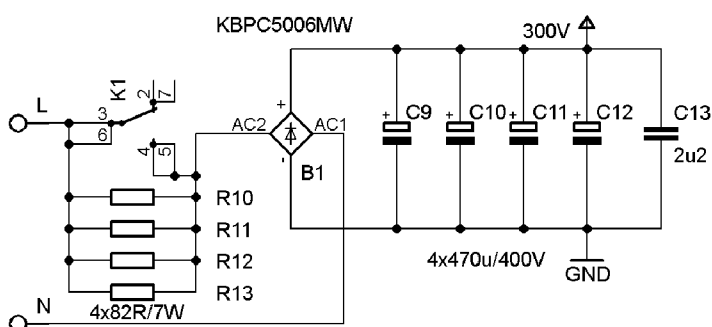 KBPC5006MW
300V
L
K1
2
7
3
6
4
5
AC2
+
AC1
-
B1
+
C9
+
C10
+
C11
+
C12
C13
2u2
R10
R11
R12
R13
4x82R/7W
4x470u/400V
GND
N